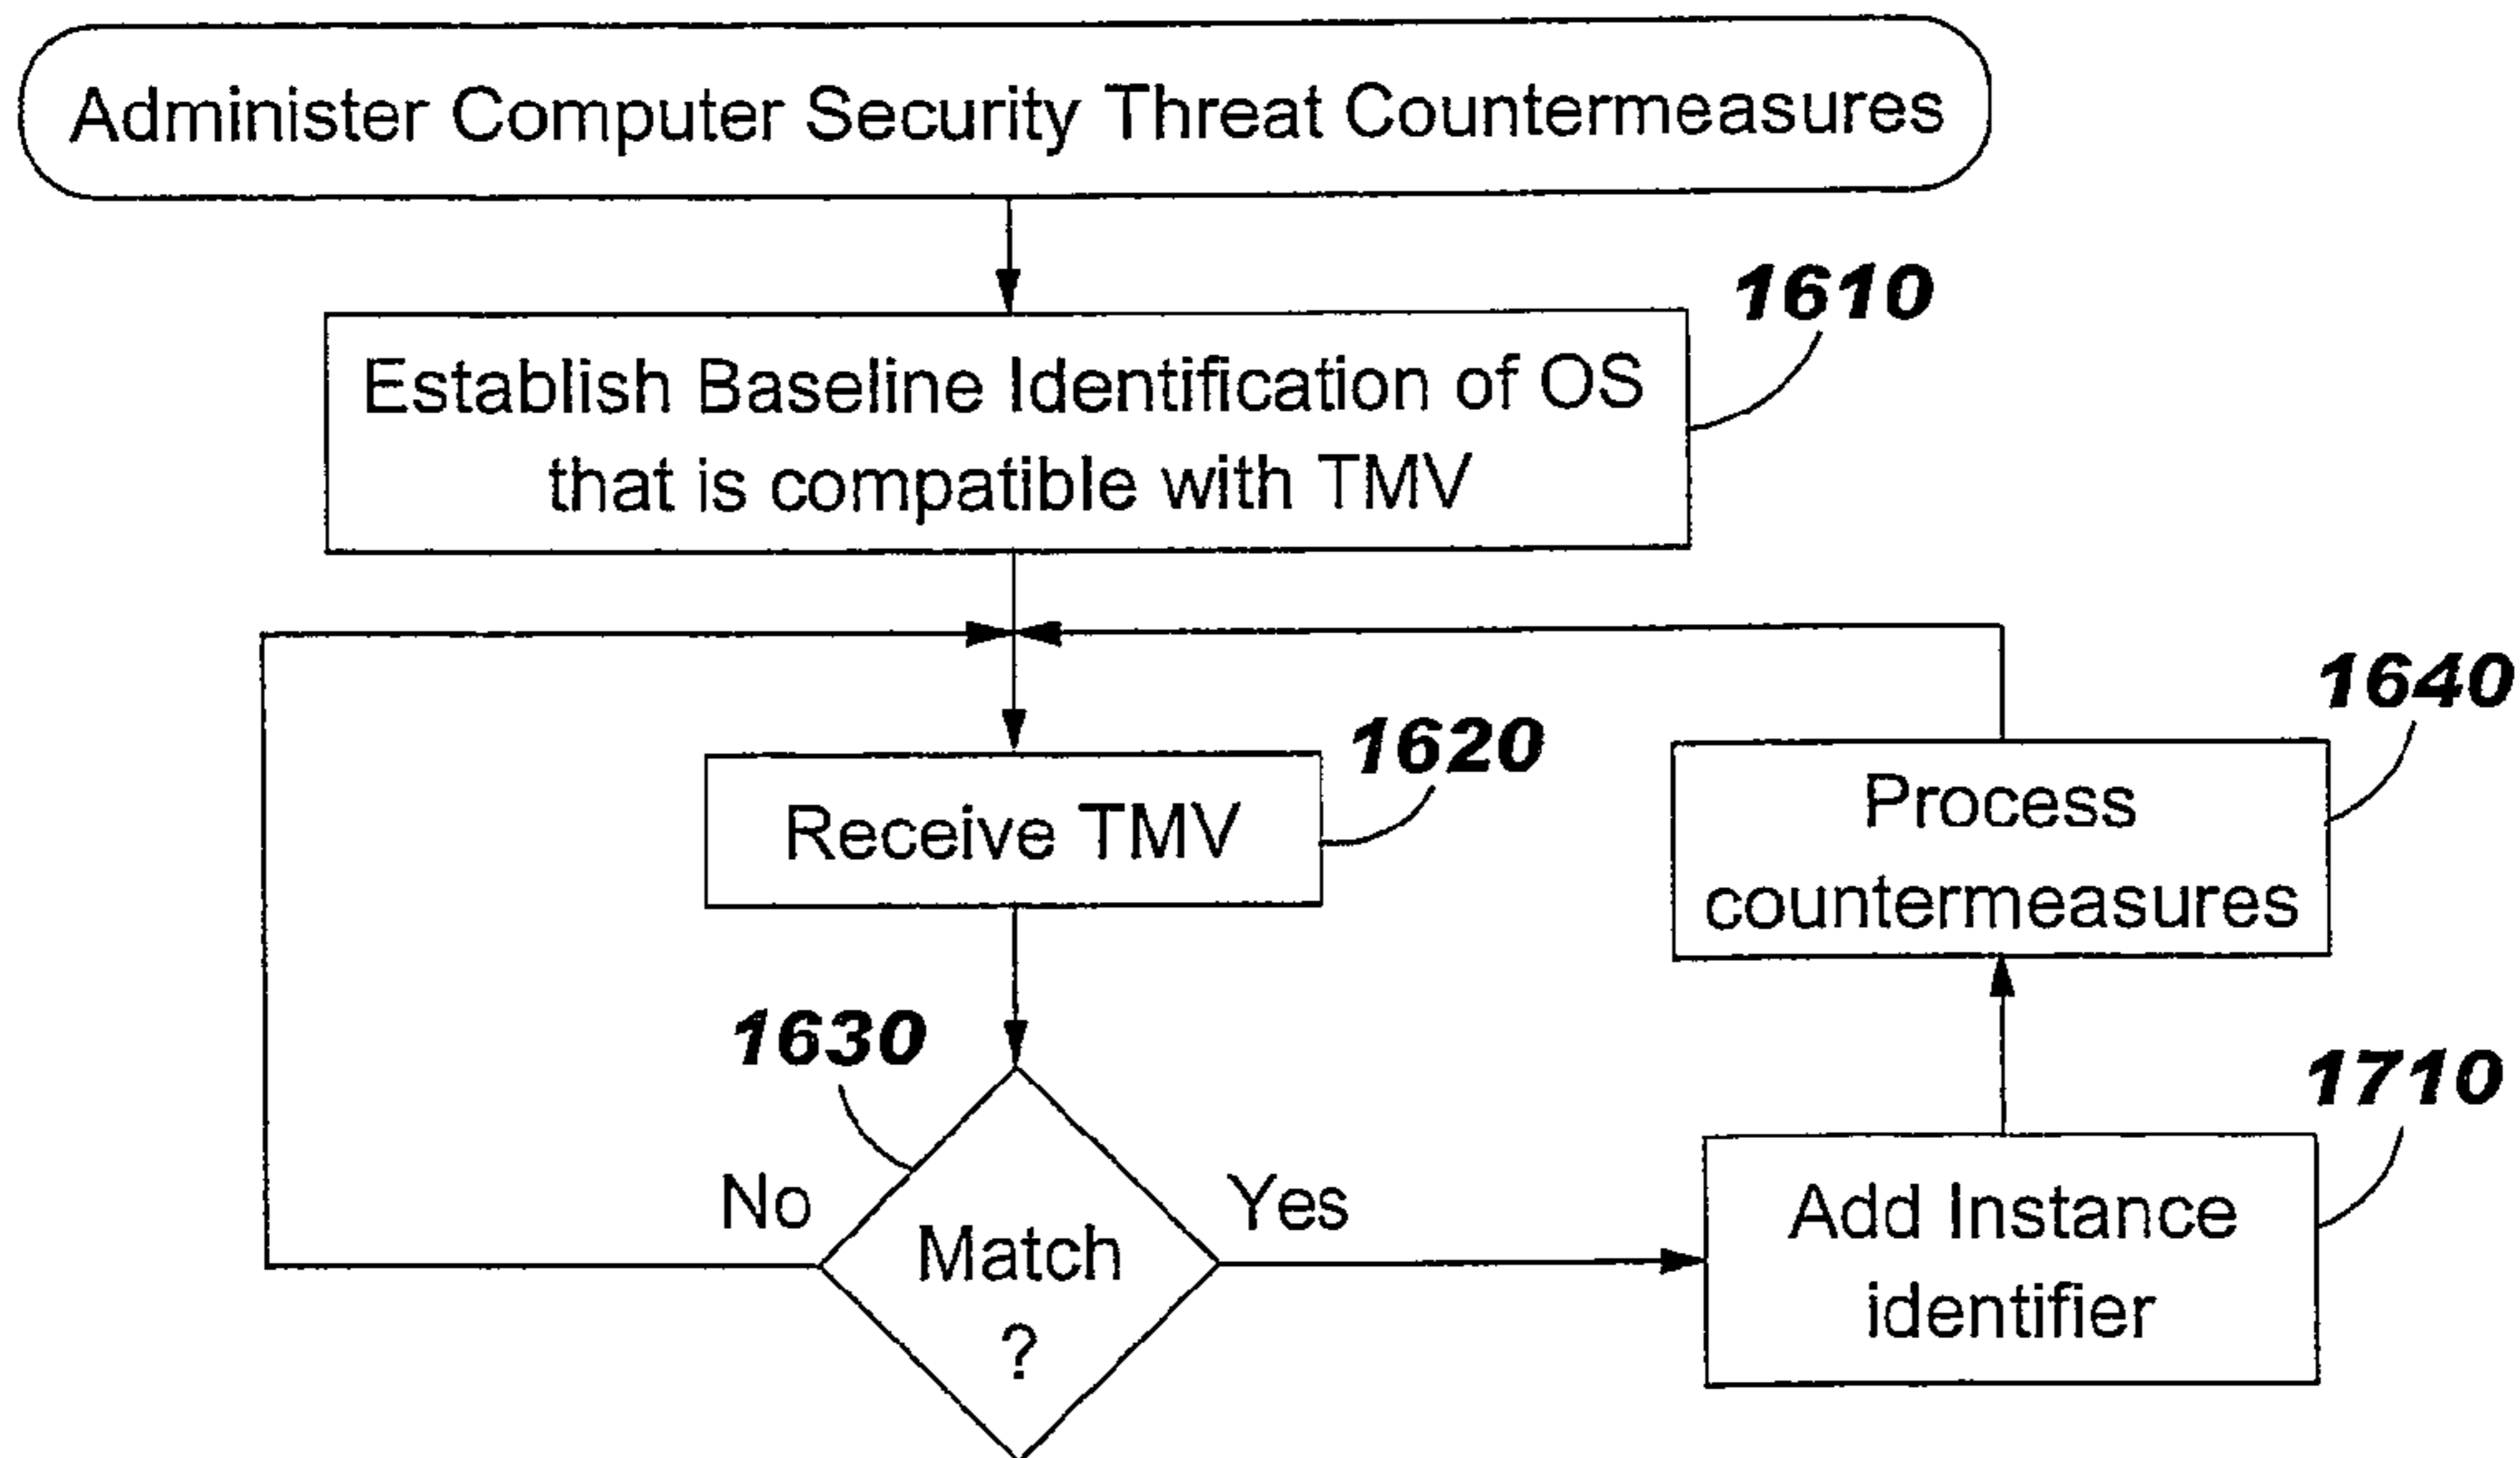 Administer Computer Security Threat Countermeasures
1610
Establish Baseline Identification of OS
that is compatible with TMV
1640
1620
Process
countermeasures
Receive TMV
1630
1710
No
Yes
Match
?
Add Instance
identifier